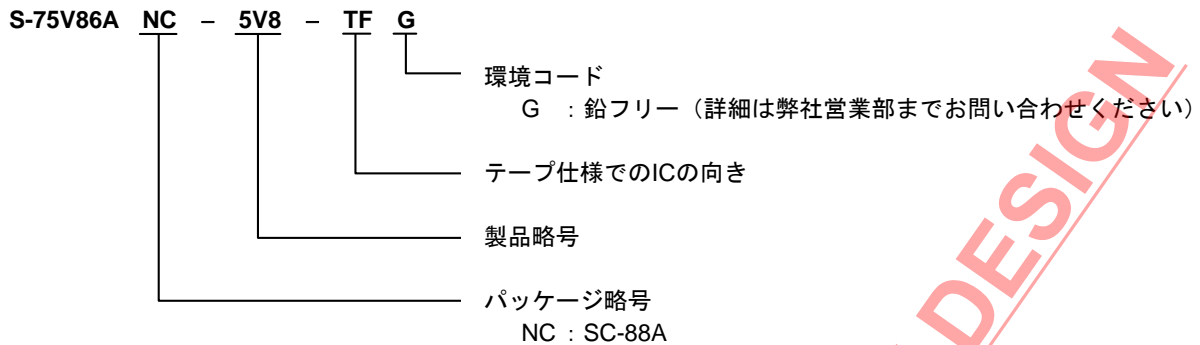 S-75V86A NC – 5V8 – TF G
環境コード
G ：鉛フリー（詳細は弊社営業部までお問い合わせください）
テープ仕様でのICの向き
製品略号
パッケージ略号
NC：SC-88A
DESIGN